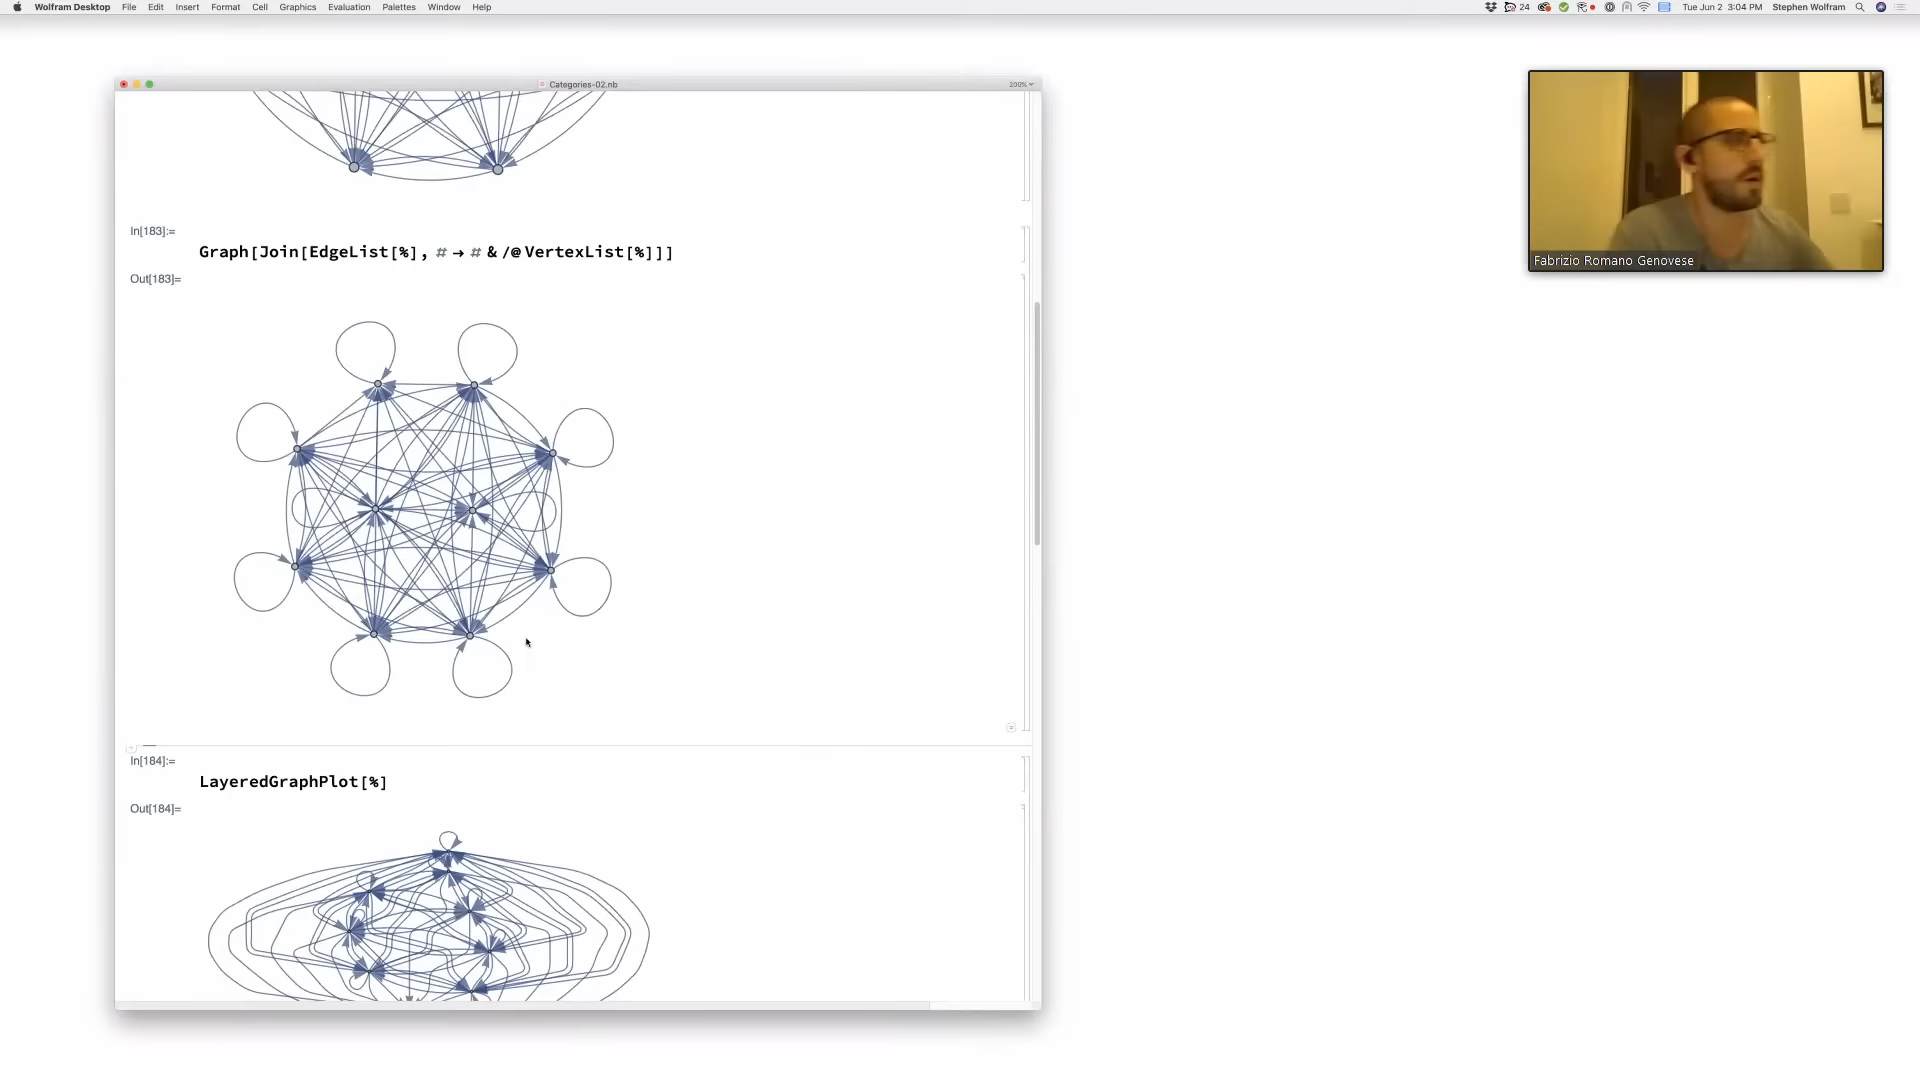 Wolfram Desktop File Edit Insert Format Cell Graphics Evaluation Palettes Window Help
24 Tue Jun 2 3:04 PM Stephen Wolfram
Categories-02.nb
200%
In[183]:=
Graph[Join[EdgeList[%], # → # & /@ VertexList[%]]]
Out[183]=
In[184]:=
LayeredGraphPlot[%]
Out[184]=
Fabrizio Romano Genovese